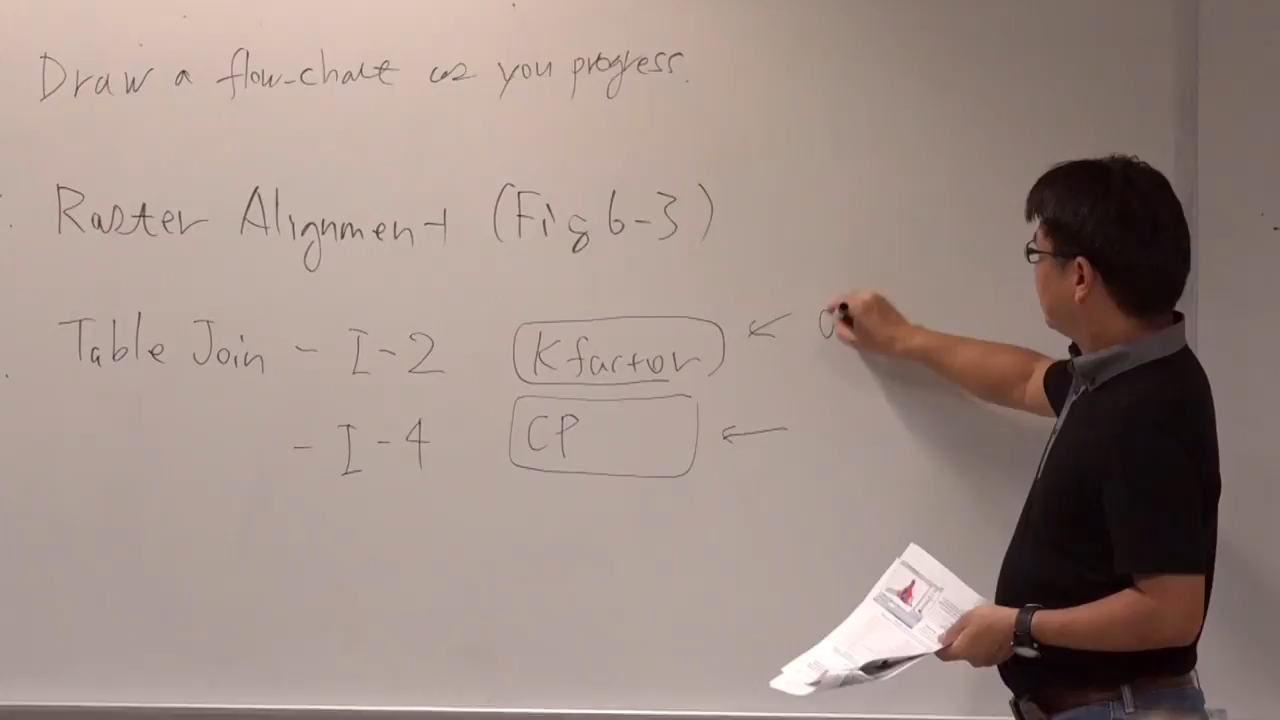 Draw a flow-chart as you progress.
Raster Alignment (Fig 6-3)
Table Join - I-2 Kfactor ←
- I-4 CP ←